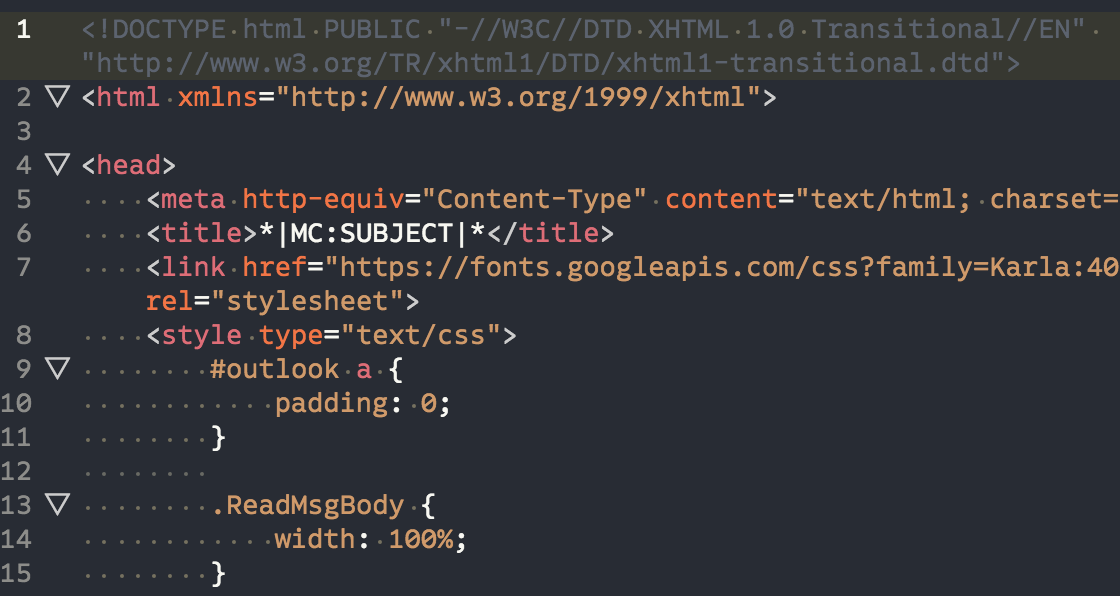 1 <!DOCTYPE html PUBLIC "-//W3C//DTD XHTML 1.0 Transitional//EN"
"http://www.w3.org/TR/xhtml1/DTD/xhtml1-transitional.dtd">
2 <html xmlns="http://www.w3.org/1999/xhtml">
3
4 <head>
5     <meta http-equiv="Content-Type" content="text/html; charset=
6     <title>*|MC:SUBJECT|*</title>
7     <link href="https://fonts.googleapis.com/css?family=Karla:40
    rel="stylesheet">
8     <style type="text/css">
9         #outlook a {
10             padding: 0;
11         }
12
13         .ReadMsgBody {
14             width: 100%;
15         }